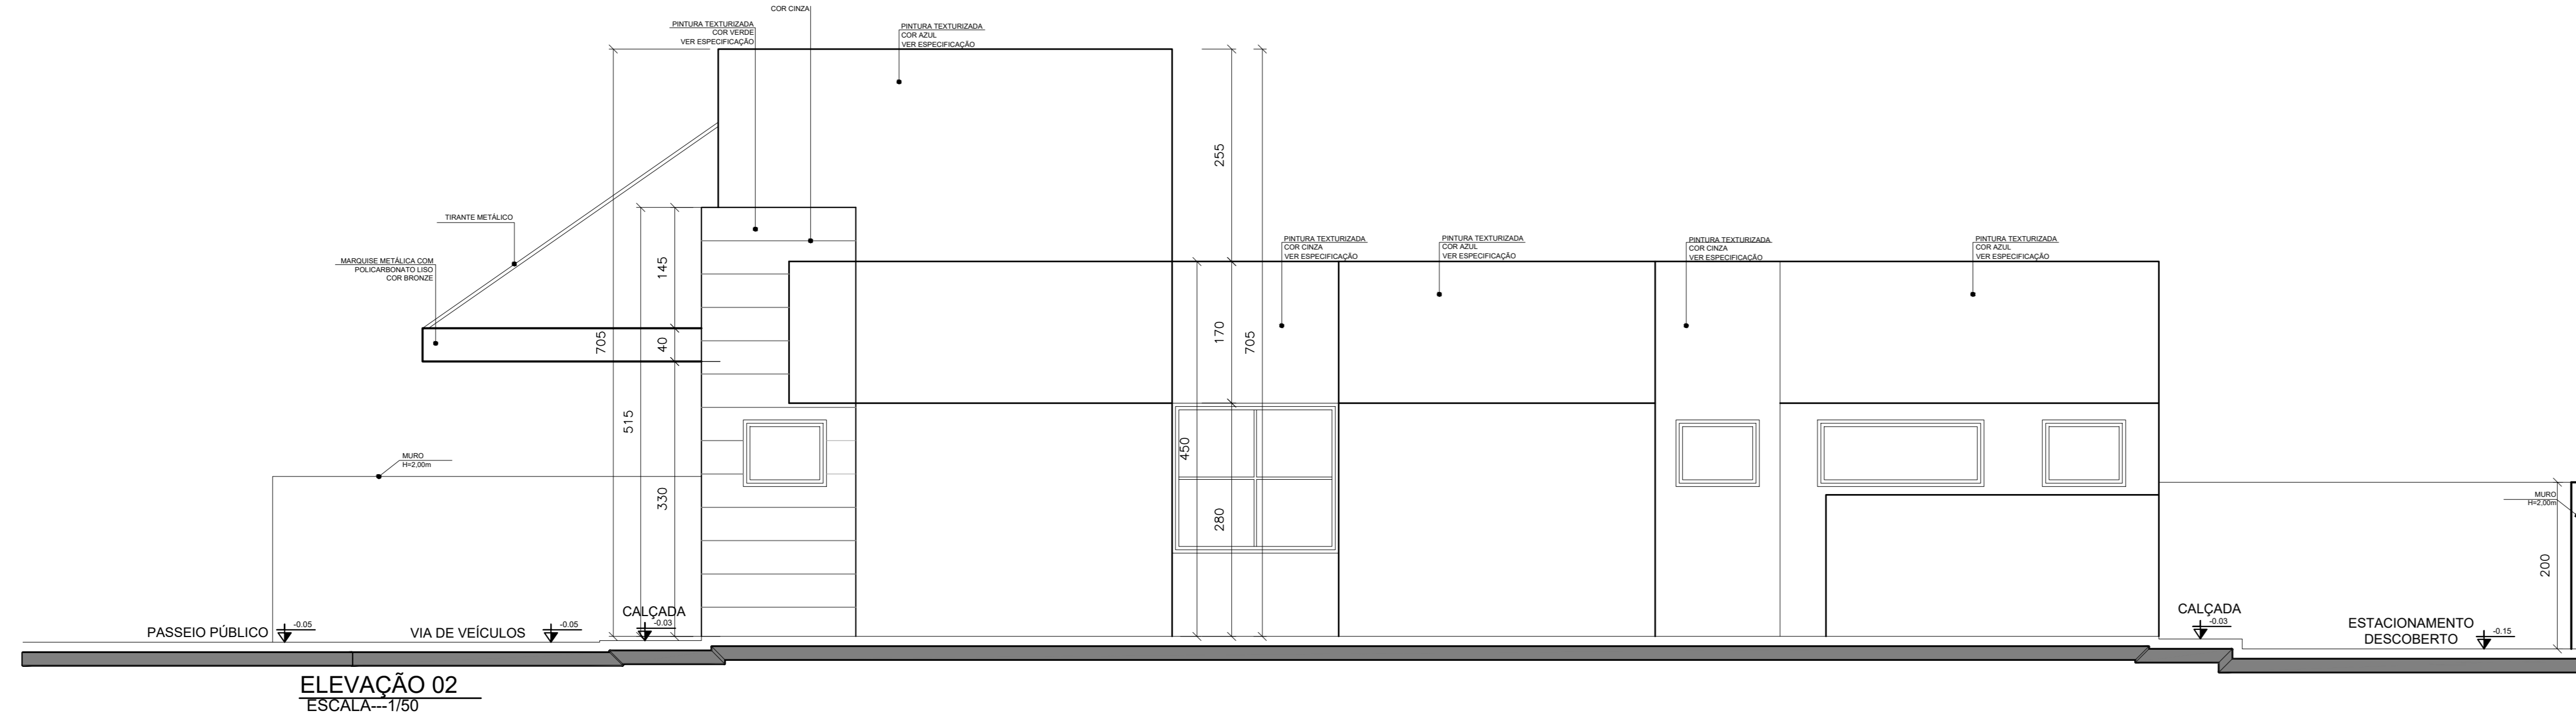 COR CINZA
PINTURA TEXTURIZADA
COR VERDE
VER ESPECIFICAÇÃO
PINTURA TEXTURIZADA
COR AZUL
VER ESPECIFICAÇÃO
255
TIRANTE METÁLICO
MARQUISE METÁLICA COM
POLICARBONATO LISO
COR BRONZE
145
PINTURA TEXTURIZADA
COR CINZA
VER ESPECIFICAÇÃO
PINTURA TEXTURIZADA
COR AZUL
VER ESPECIFICAÇÃO
PINTURA TEXTURIZADA
COR CINZA
VER ESPECIFICAÇÃO
PINTURA TEXTURIZADA
COR AZUL
VER ESPECIFICAÇÃO
705
40
170
705
515
450
MURO
H=2,00m
330
280
MURO
H=2,00m
200
PASSEIO PÚBLICO
-0.05
VIA DE VEÍCULOS
-0.05
CALÇADA
-0.03
CALÇADA
-0.03
ESTACIONAMENTO
DESCOBERTO
-0.15
ELEVAÇÃO 02
ESCALA---1/50